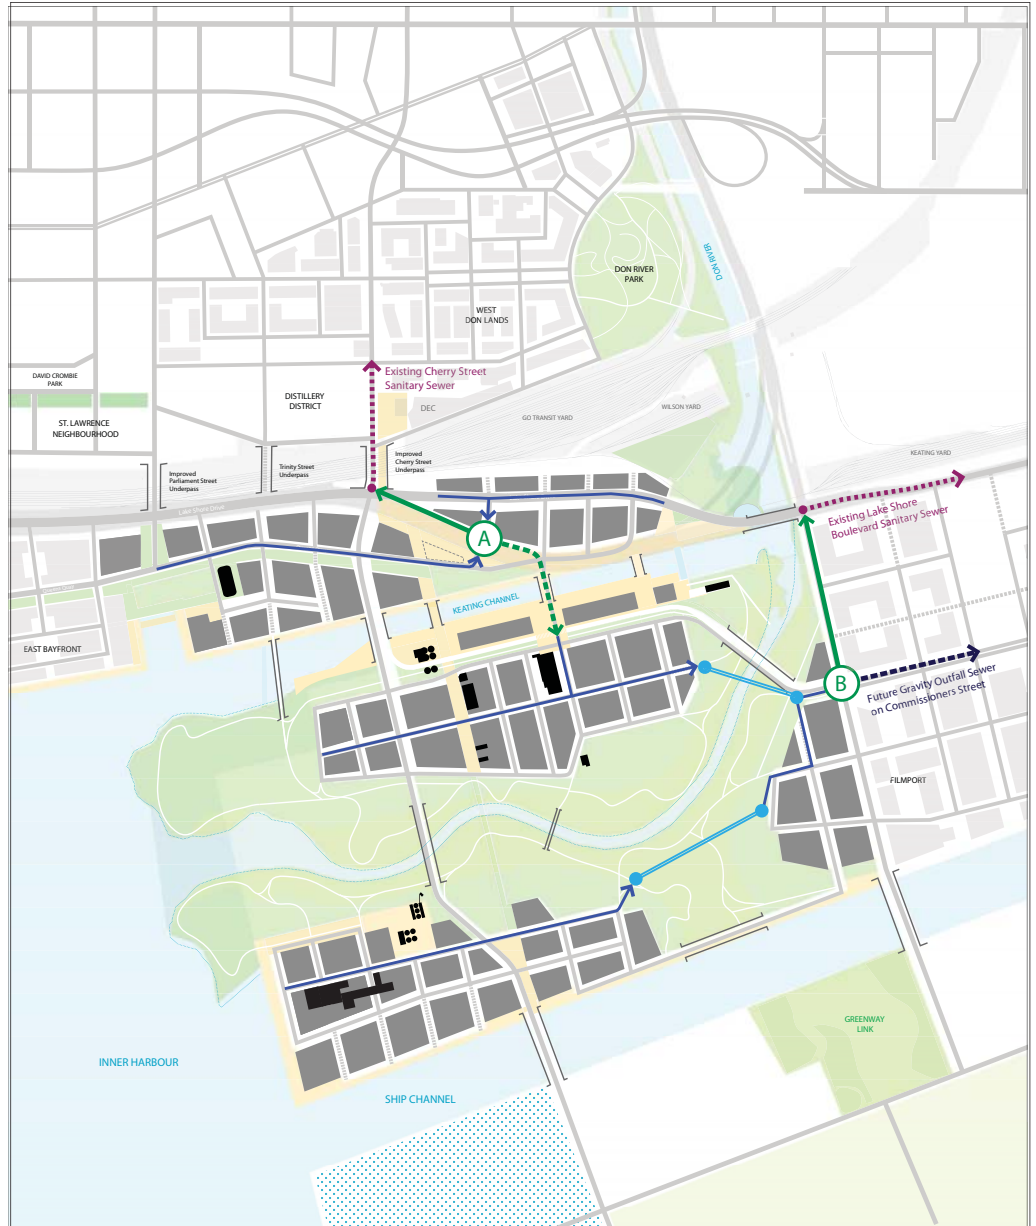 DON RIVER
DON RIVER
PARK
WEST
DON LANDS
Existing Cherry Street
Sanitary Sewer
DAVID CROMBIE
PARK
DISTILLERY
DISTRICT
DEC
GO TRANSIT YARD
WILSON YARD
ST. LAWRENCE
NEIGHBOURHOOD
KEATING YARD
Improved
Parliament Street
Underpass
Trinity Street
Underpass
Improved
Cherry Street
Underpass
Lake Shore Drive
Existing Lake Shore
Boulevard Sanitary Sewer
A
KEATING CHANNEL
EAST BAYFRONT
B
Future Gravity Outfall Sewer
on Commissioners Street
FILMPORT
GREENWAY
LINK
INNER HARBOUR
SHIP CHANNEL